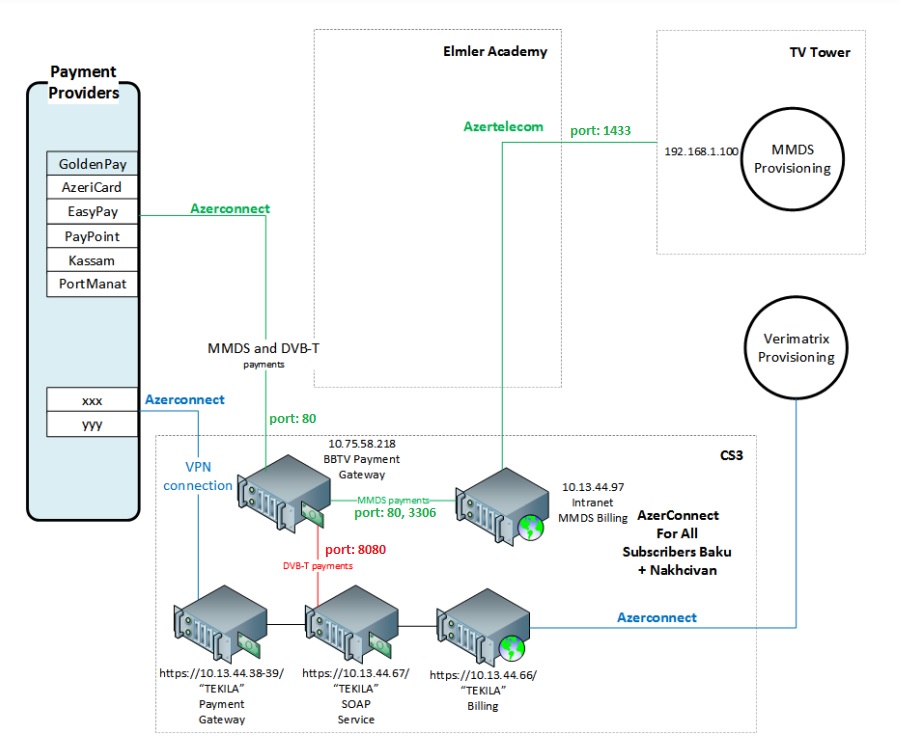 Elmler Academy
TV Tower
Payment
Providers
GoldenPay
AzeriCard
EasyPay
PayPoint
Kassam
PortManat
xxx
yyy
Azertelecom
port: 1433
192.168.1.100
MMDS
Provisioning
Azerconnect
MMDS and DVB-T
payments
port: 80
Verimatrix
Provisioning
Azerconnect
VPN
connection
CS3
10.75.58.218
BBTV Payment
Gateway
MMDS payments
port: 80, 3306
10.13.44.97
Intranet
MMDS Billing
AzerConnect
For All
Subscribers Baku
+ Nakhcivan
port: 8080
DVB-T payments
Azerconnect
https://10.13.44.38-39/
“TEKILA”
Payment
Gateway
https://10.13.44.67/
“TEKILA”
SOAP
Service
https://10.13.44.66/
“TEKILA”
Billing